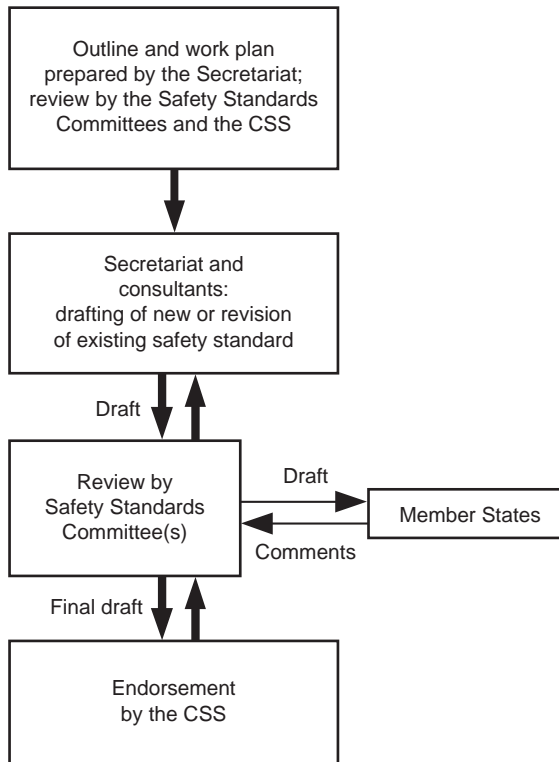 Outline and work plan
prepared by the Secretariat;
review by the Safety Standards
Committees and the CSS
Secretariat and
consultants:
drafting of new or revision
of existing safety standard
Draft
Review by
Safety Standards
Committee(s)
Draft
Member States
Comments
Final draft
Endorsement
by the CSS